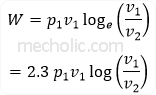 W = p₁v₁ logₑ (v₁/v₂)
mecholic.com
= 2.3 p₁v₁ log (v₁/v₂)